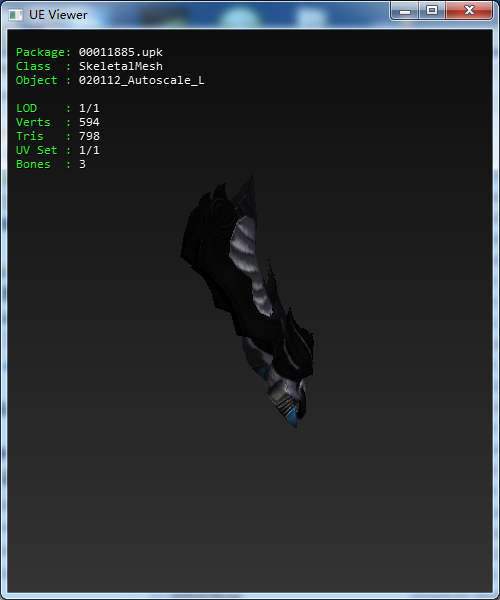 UE Viewer
Package: 00011885.upk
Class : SkeletalMesh
Object : 020112_Autoscale_L
LOD : 1/1
Verts : 594
Tris : 798
UV Set : 1/1
Bones : 3